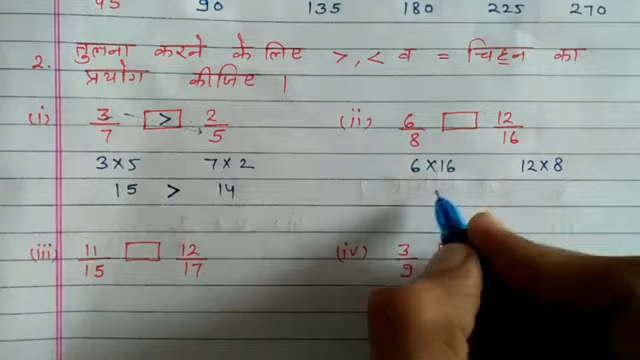 45 90 135 180 225 270
2. तुलना करने के लिए >, < व = चिह्न का
प्रयोग कीजिए ।
(i) 3/7 > 2/5 (ii) 6/8 □ 12/16
3×5 7×2 6×16 12×8
15 > 14
(iii) 11/15 □ 12/17 (iv) 3/9